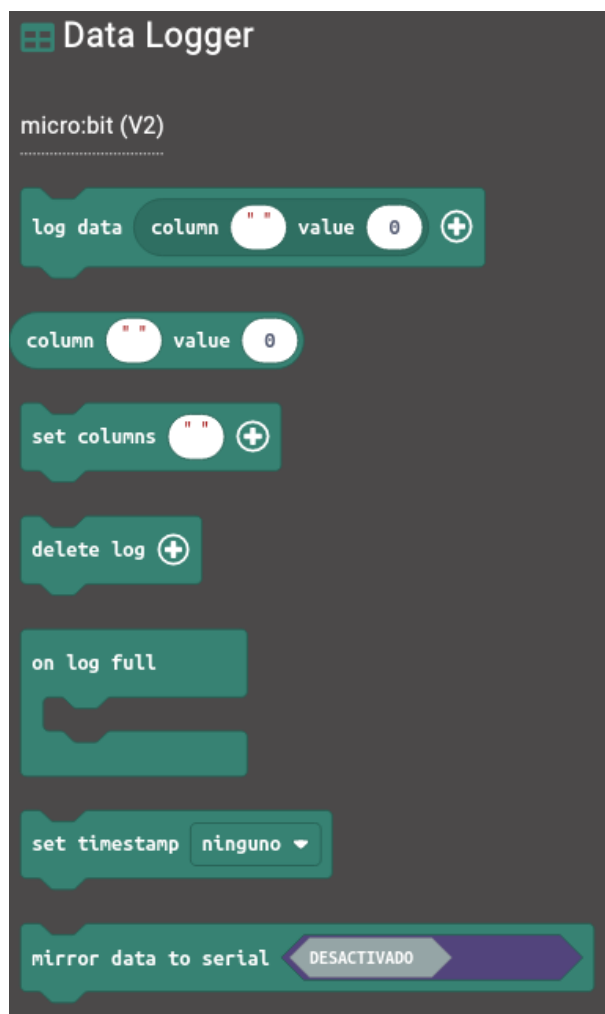 Data Logger
micro:bit (V2)
log data column " " value 0
column " " value 0
set columns " "
delete log
on log full
set timestamp ninguno
mirror data to serial DESACTIVADO